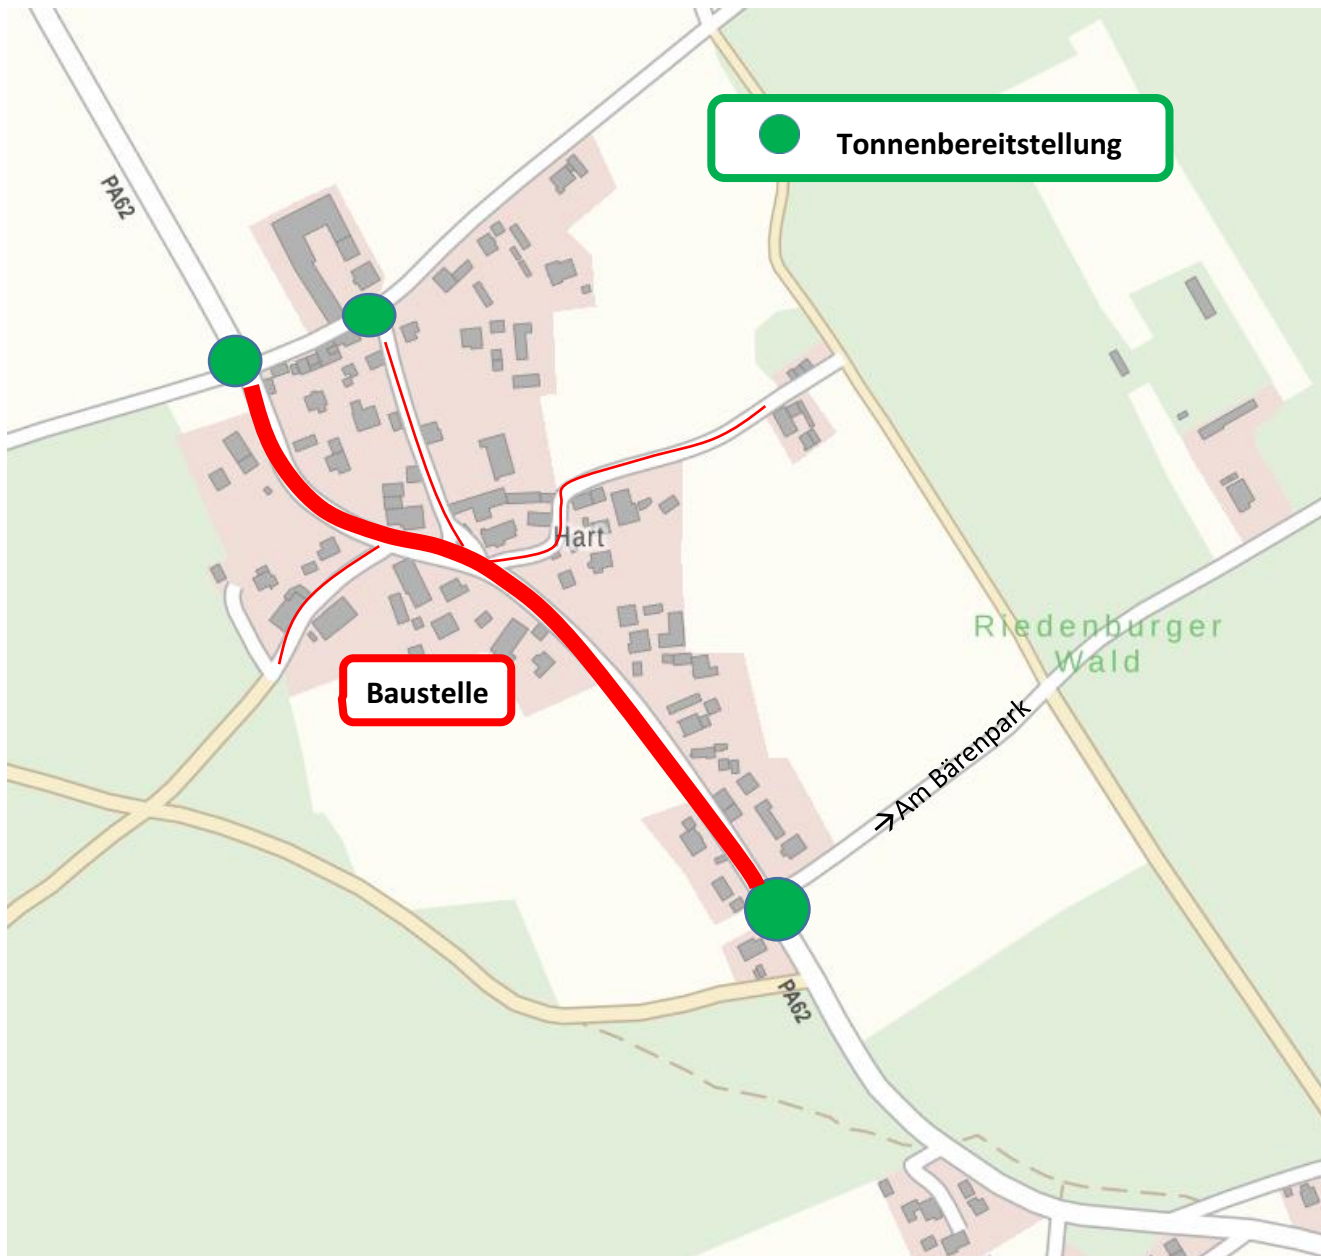 Tonnenbereitstellung
PA62
Hart
Riedenburger
Wald
Baustelle
→Am Bärenpark
PA62